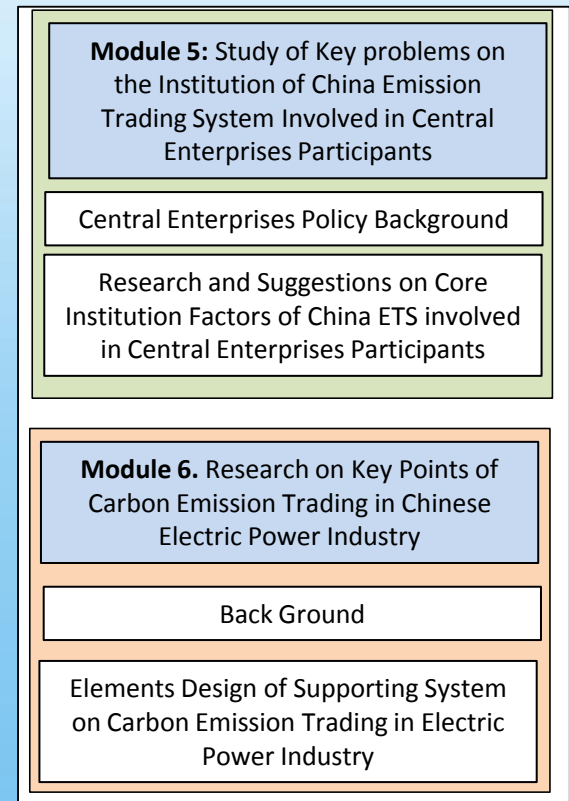 Module 5: Study of Key problems on
the Institution of China Emission
Trading System Involved in Central
Enterprises Participants
Central Enterprises Policy Background
Research and Suggestions on Core
Institution Factors of China ETS involved
in Central Enterprises Participants
Module 6. Research on Key Points of
Carbon Emission Trading in Chinese
Electric Power Industry
Back Ground
Elements Design of Supporting System
on Carbon Emission Trading in Electric
Power Industry